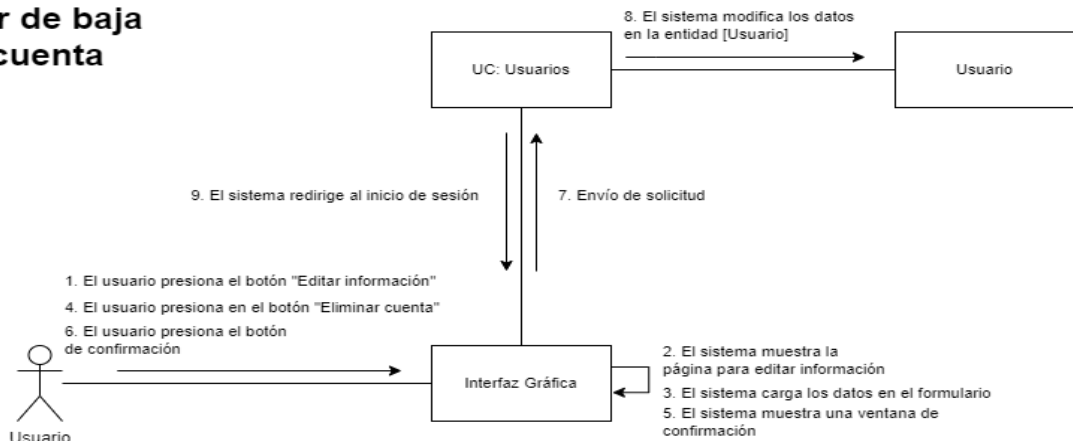 r de baja
cuenta
8. El sistema modifica los datos
en la entidad [Usuario]
UC: Usuarios
Usuario
9. El sistema redirige al inicio de sesión
7. Envío de solicitud
1. El usuario presiona el botón "Editar información"
4. El usuario presiona en el botón "Eliminar cuenta"
6. El usuario presiona el botón
de confirmación
Interfaz Gráfica
2. El sistema muestra la
página para editar información
3. El sistema carga los datos en el formulario
5. El sistema muestra una ventana de
confirmación
Usuario